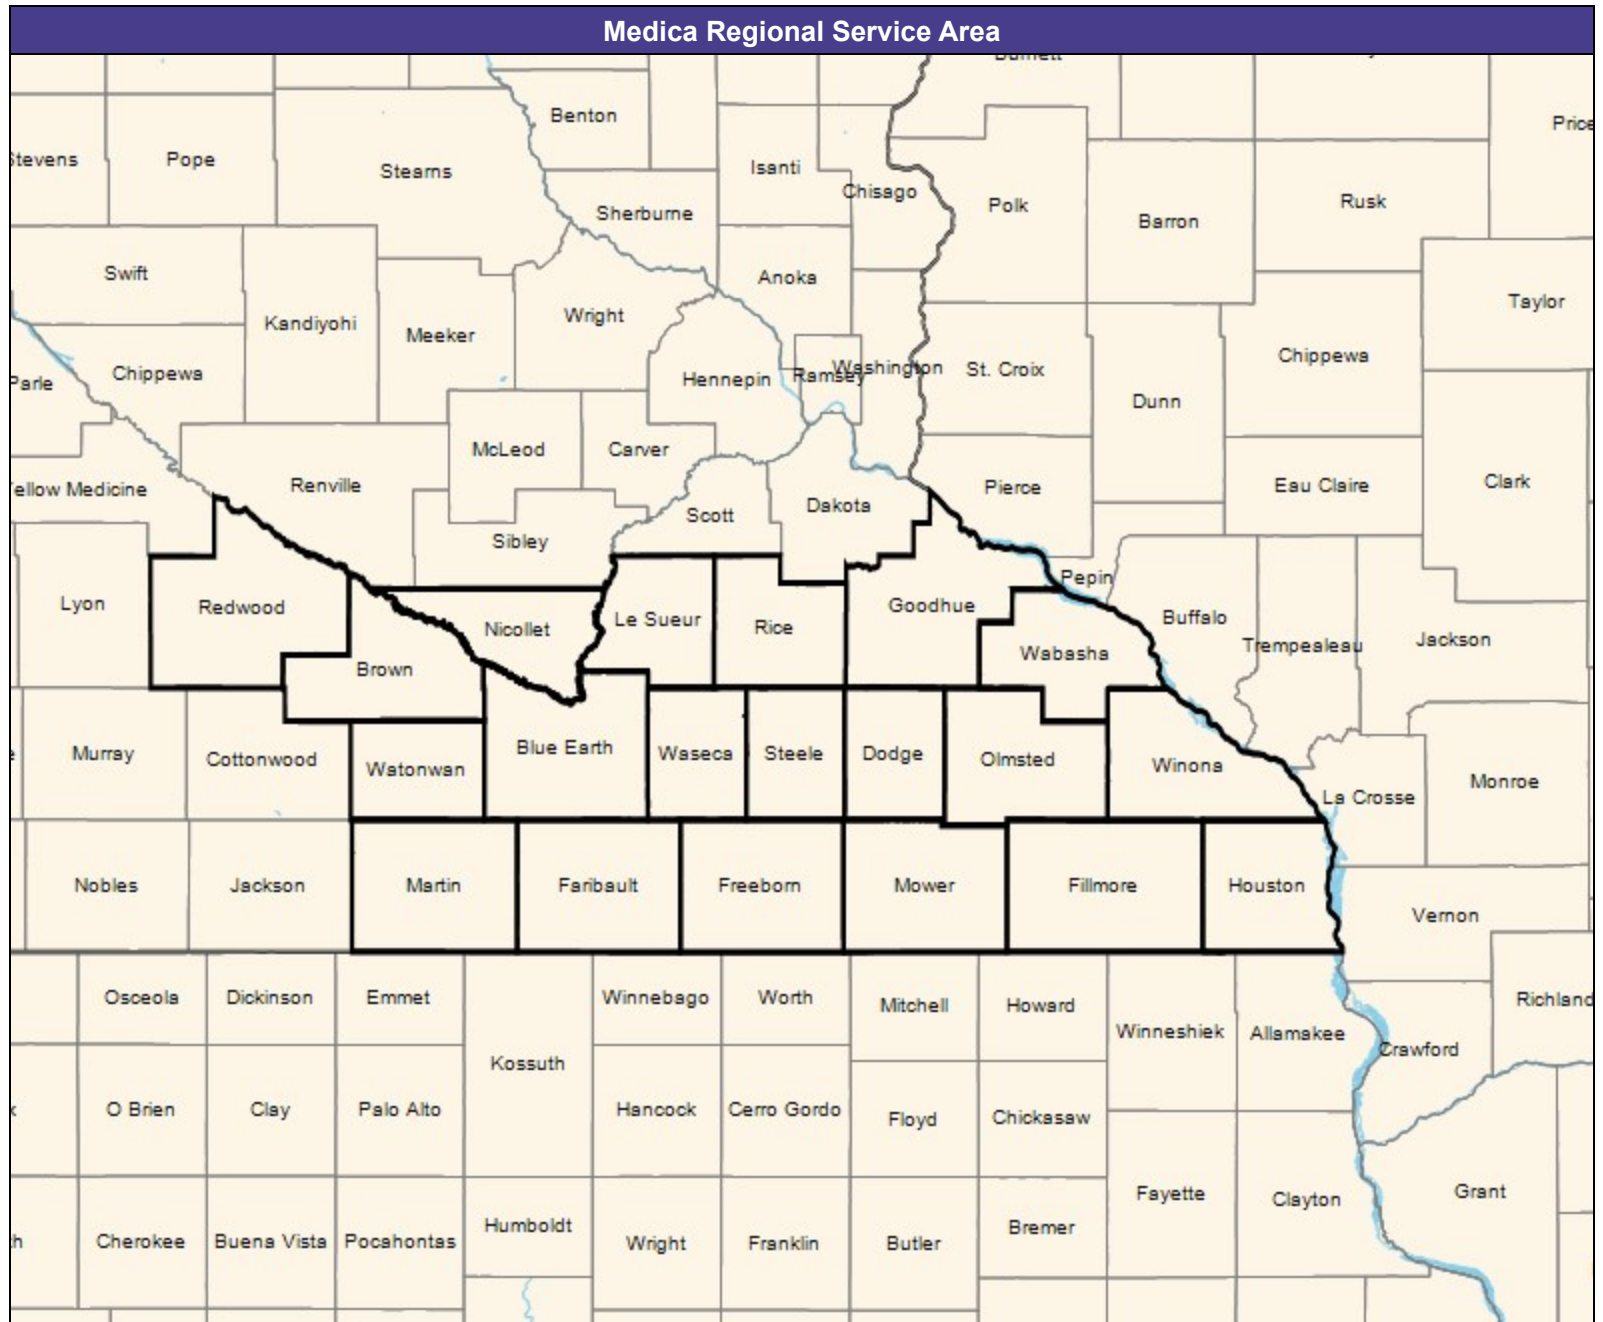 Medica Regional Service Area
Benton
Stevens
Pope
Stearns
Isanti
Chisago
Sherburne
Polk
Barron
Rusk
Price
Swift
Kandiyohi
Meeker
Wright
Anoka
Taylor
Chippewa
Parle
Hennepin
Ramsey
Washington
St. Croix
Dunn
Chippewa
McLeod
Carver
Renville
Yellow Medicine
Scott
Dakota
Pierce
Eau Claire
Clark
Sibley
Lyon
Redwood
Nicollet
Le Sueur
Rice
Goodhue
Pepin
Buffalo
Trempealeau
Jackson
Brown
Wabasha
Murray
Cottonwood
Watonwan
Blue Earth
Waseca
Steele
Dodge
Olmsted
Winona
La Crosse
Monroe
Nobles
Jackson
Martin
Faribault
Freeborn
Mower
Fillmore
Houston
Vernon
Osceola
Dickinson
Emmet
Kossuth
Winnebago
Worth
Mitchell
Howard
Winneshiek
Allamakee
Crawford
Richland
O Brien
Clay
Palo Alto
Hancock
Cerro Gordo
Floyd
Chickasaw
Fayette
Clayton
Grant
Cherokee
Buena Vista
Pocahontas
Humboldt
Wright
Franklin
Butler
Bremer